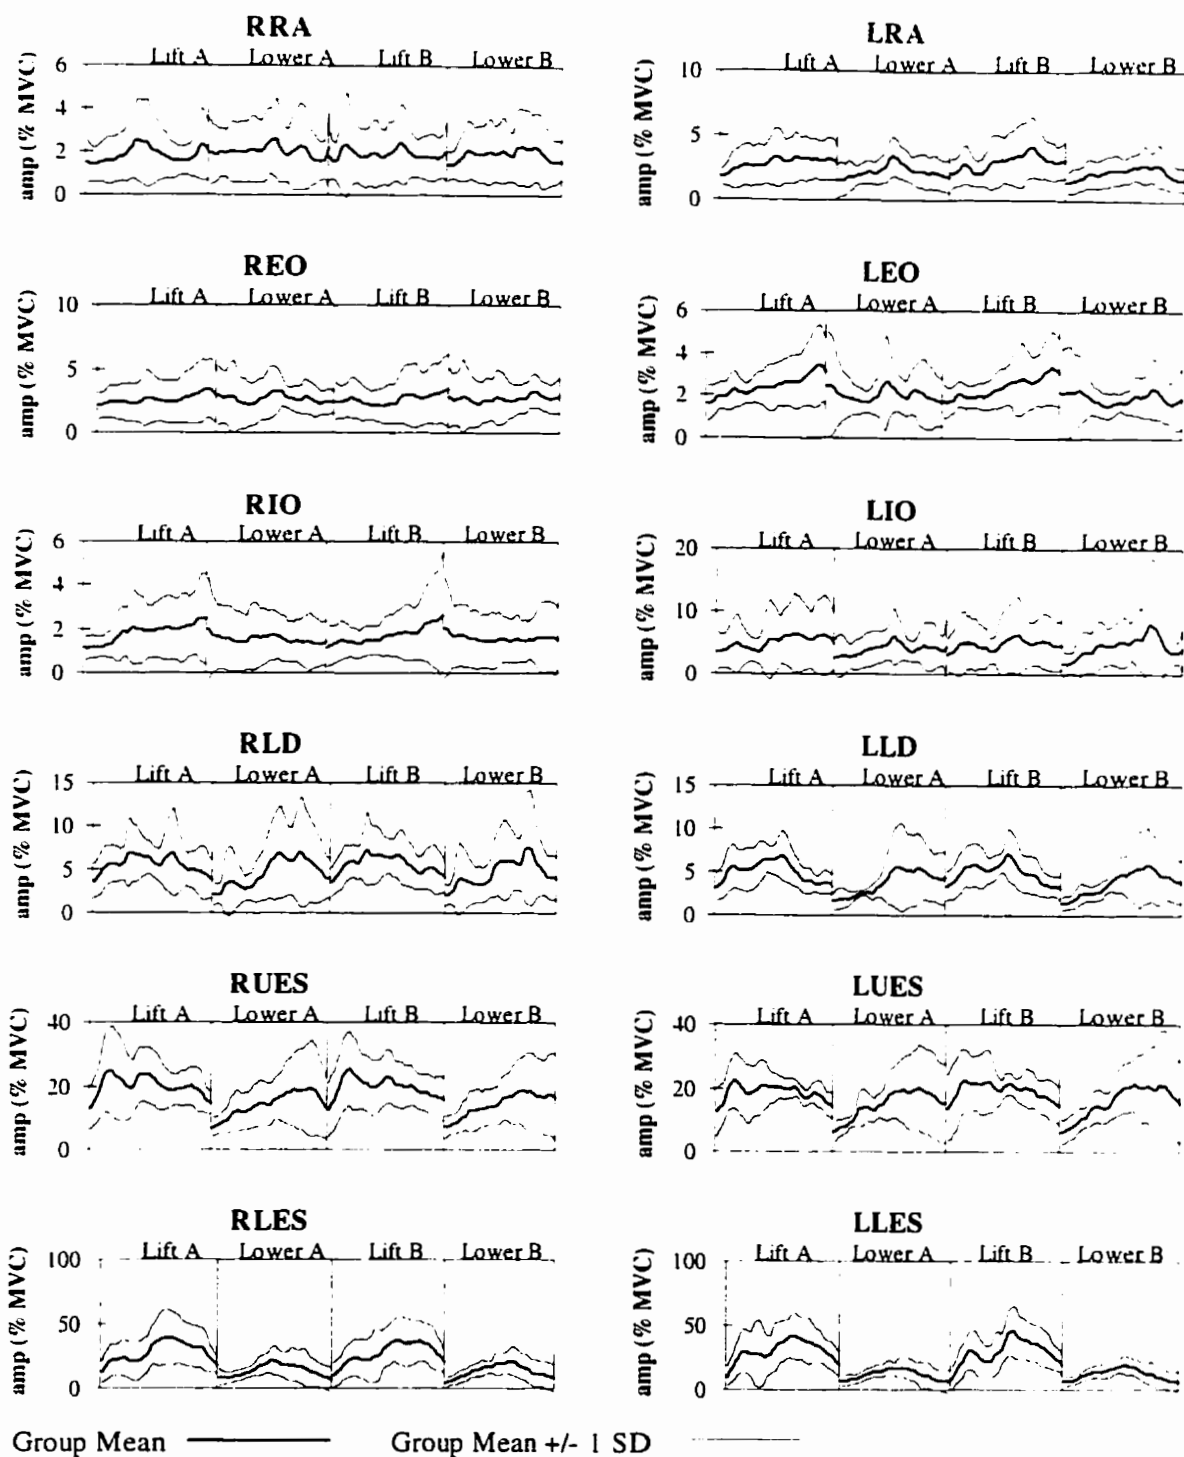 RRA
LRA
amp (% MVC)
6
4
2
0
Lift A Lower A Lift B Lower B
amp (% MVC)
10
5
0
Lift A Lower A Lift B Lower B
REO
LEO
amp (% MVC)
10
5
0
Lift A Lower A Lift B Lower B
amp (% MVC)
6
4
2
0
Lift A Lower A Lift B Lower B
RIO
LIO
amp (% MVC)
6
4
2
0
Lift A Lower A Lift B Lower B
amp (% MVC)
20
10
0
Lift A Lower A Lift B Lower B
RLD
LLD
amp (% MVC)
15
10
5
0
Lift A Lower A Lift B Lower B
amp (% MVC)
15
10
5
0
Lift A Lower A Lift B Lower B
RUES
LUES
amp (% MVC)
40
20
0
Lift A Lower A Lift B Lower B
amp (% MVC)
40
20
0
Lift A Lower A Lift B Lower B
RLES
LLES
amp (% MVC)
100
50
0
Lift A Lower A Lift B Lower B
amp (% MVC)
100
50
0
Lift A Lower A Lift B Lower B
Group Mean Group Mean +/- 1 SD